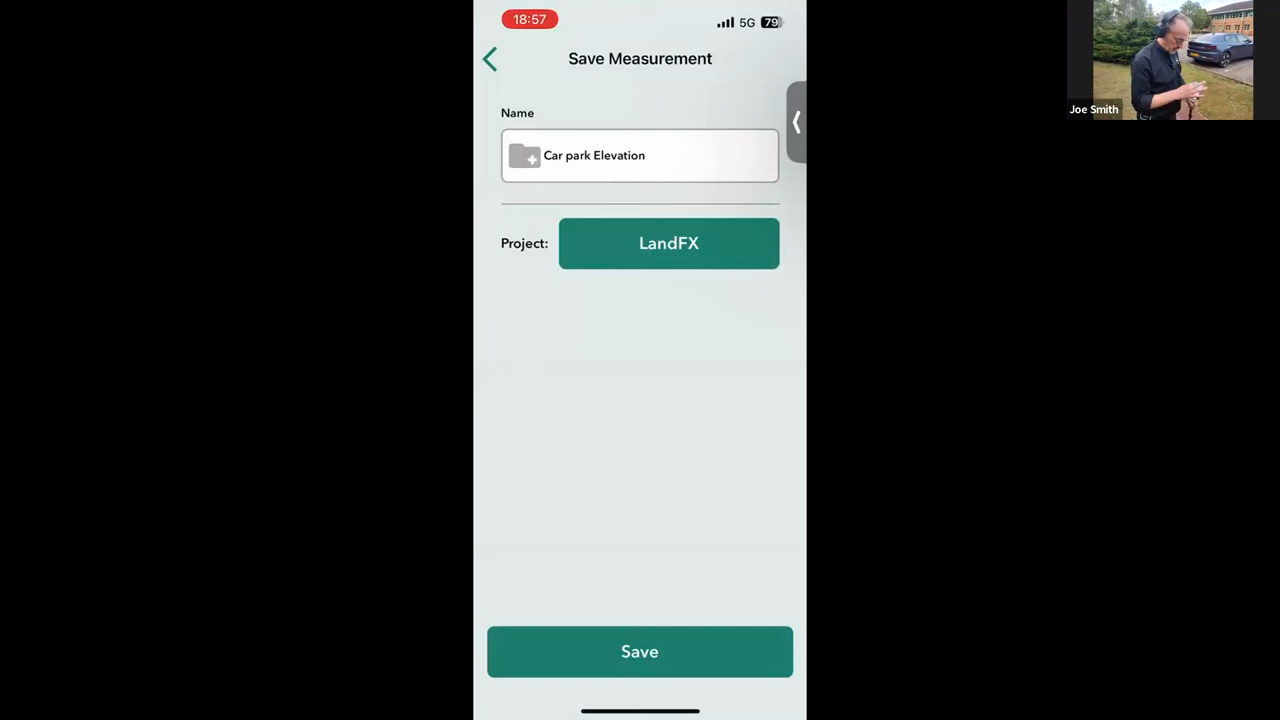 18:57
5G 79
Save Measurement
Name
Car park Elevation
Project:
LandFX
Save
Joe Smith